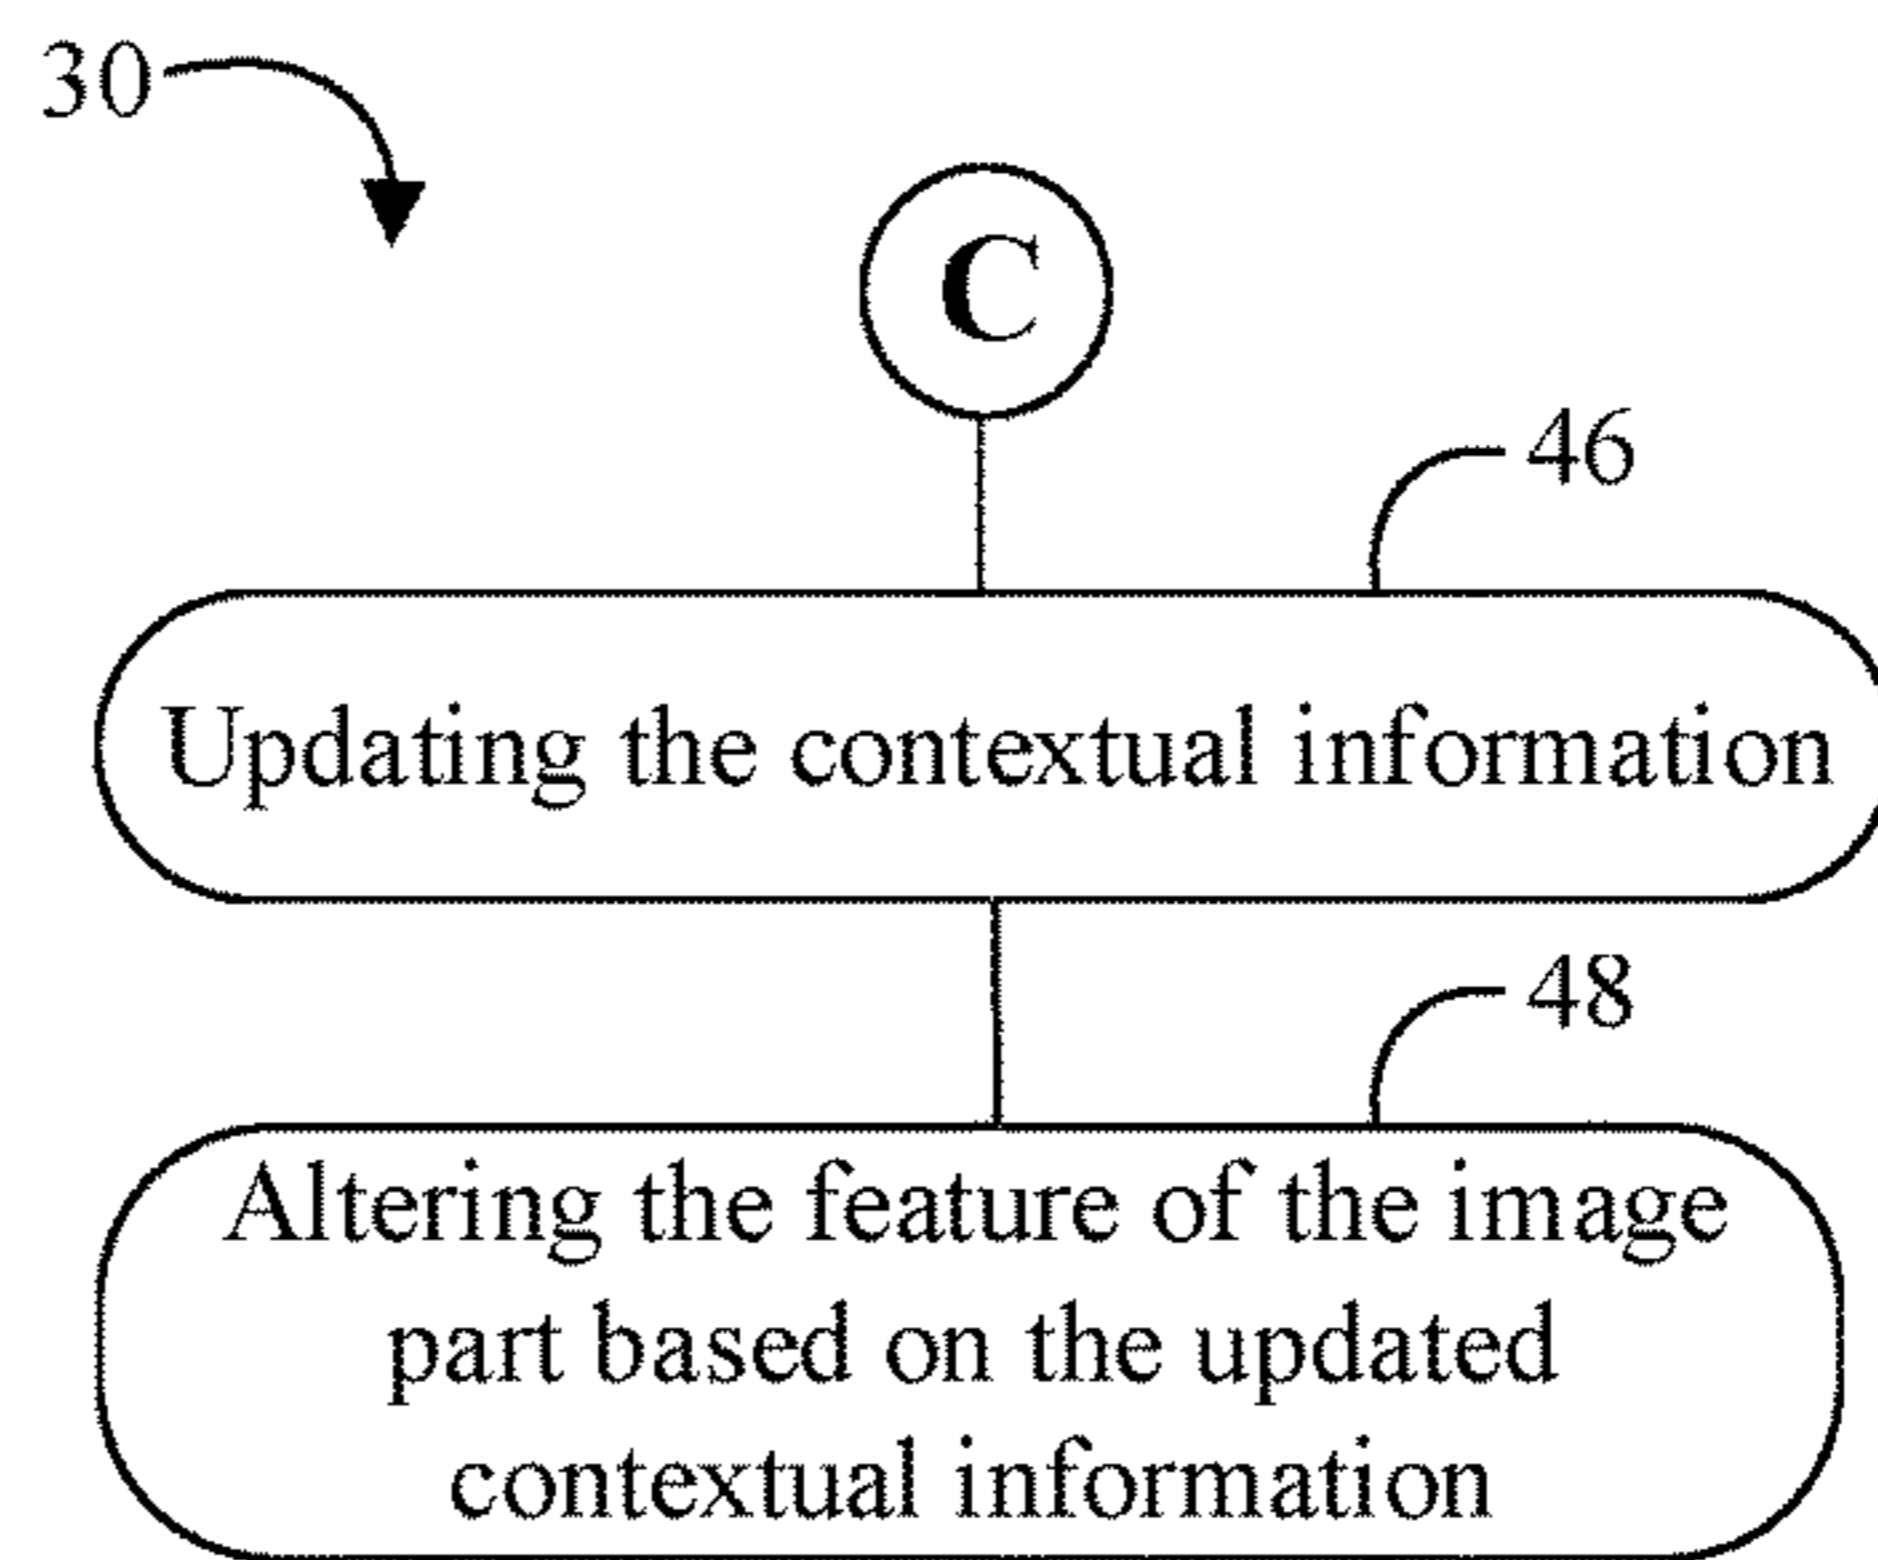 30
C
46
Updating the contextual information
48
Altering the feature of the image
part based on the updated
contextual information